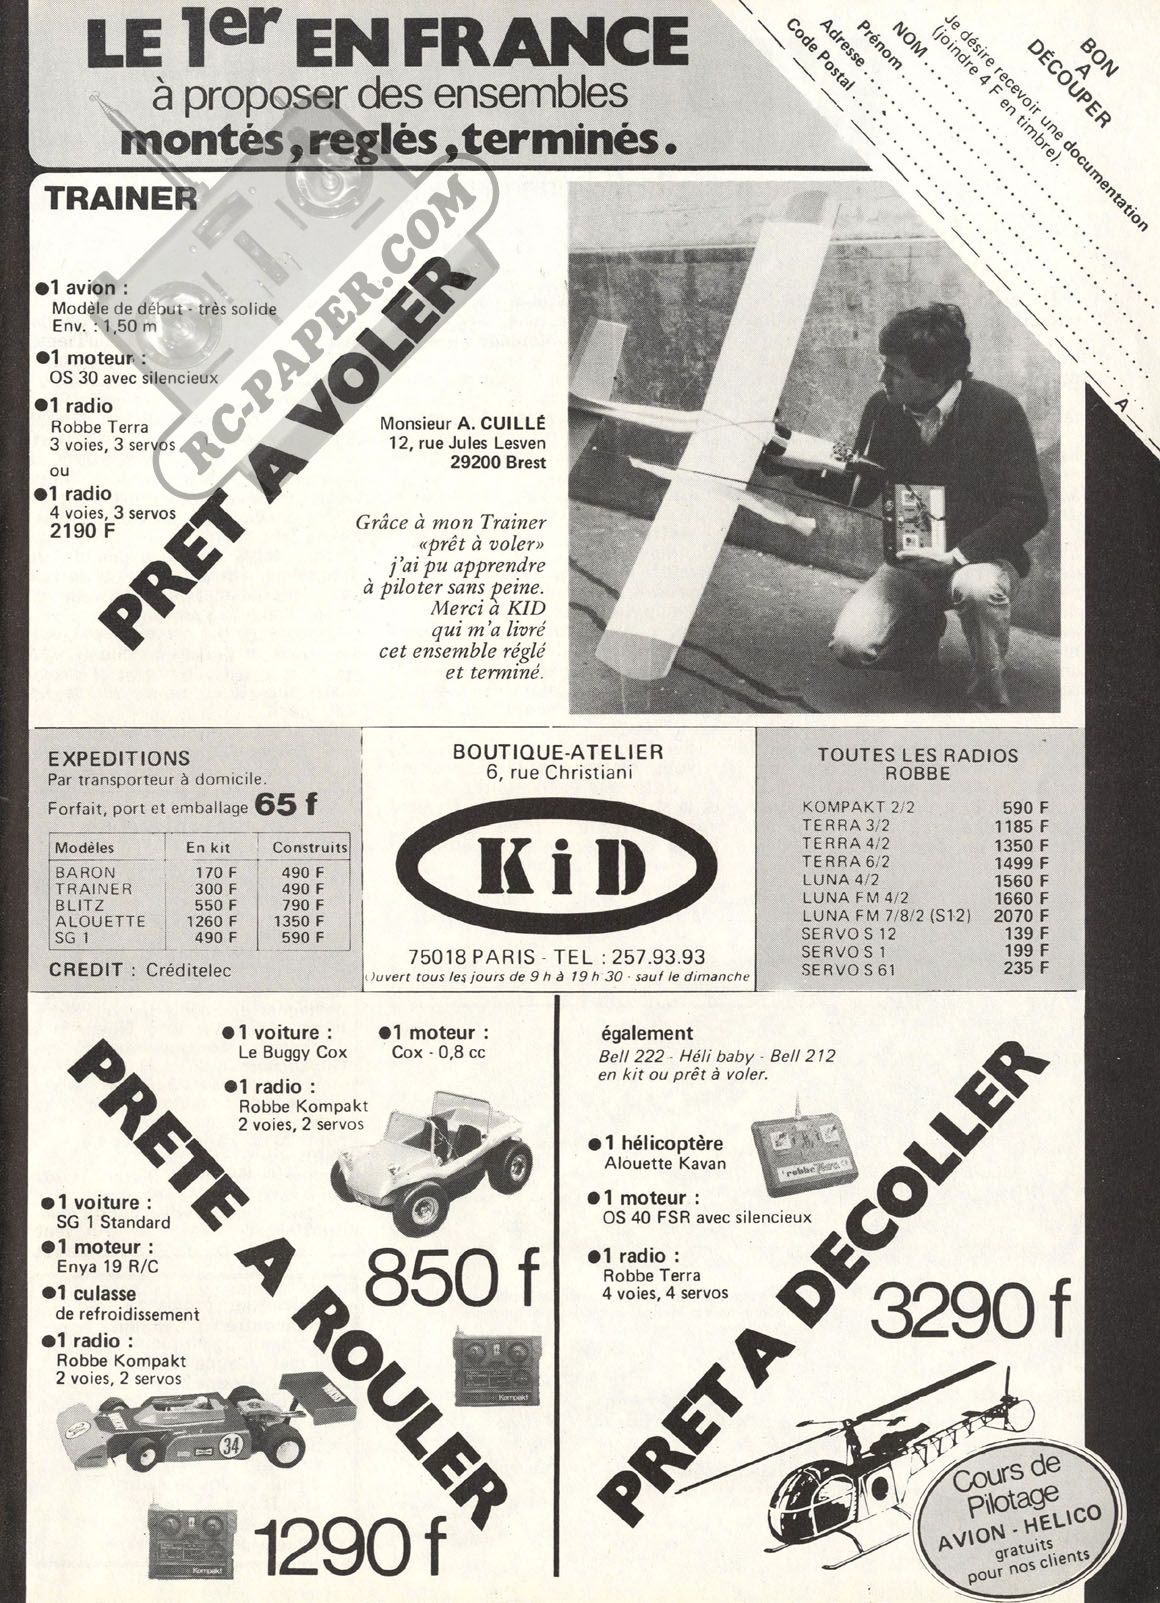 LE 1er EN FRANCE
à proposer des ensembles
montés, reglés, terminés.
BON
A
DÉCOUPER
Je désire recevoir une documentation
(joindre 4 F en timbre).
NOM
Prénom
Adresse
Code Postal
A
TRAINER
PRET A VOLER
RC-PAPER.COM
●1 avion :
Modèle de début - très solide
Env. : 1,50 m
●1 moteur :
OS 30 avec silencieux
●1 radio
Robbe Terra
3 voies, 3 servos
ou
●1 radio
4 voies, 3 servos
2190 F
Monsieur A. CUILLÉ
12, rue Jules Lesven
29200 Brest
Grâce à mon Trainer
«prêt à voler»
j'ai pu apprendre
à piloter sans peine.
Merci à KID
qui m'a livré
cet ensemble réglé
et terminé.
EXPEDITIONS
Par transporteur à domicile.
Forfait, port et emballage 65 f
Modèles En kit Construits
BARON 170 F 490 F
TRAINER 300 F 490 F
BLITZ 550 F 790 F
ALOUETTE 1260 F 1350 F
SG 1 490 F 590 F
CREDIT : Créditelec
BOUTIQUE-ATELIER
6, rue Christiani
KiD
75018 PARIS - TEL : 257.93.93
Ouvert tous les jours de 9 h à 19 h 30 - sauf le dimanche
TOUTES LES RADIOS
ROBBE
KOMPAKT 2/2 590 F
TERRA 3/2 1185 F
TERRA 4/2 1350 F
TERRA 6/2 1499 F
LUNA 4/2 1560 F
LUNA FM 4/2 1660 F
LUNA FM 7/8/2 (S12) 2070 F
SERVO S 12 139 F
SERVO S 1 199 F
SERVO S 61 235 F
PRETE A ROULER
●1 voiture :
Le Buggy Cox
●1 moteur :
Cox - 0,8 cc
●1 radio :
Robbe Kompakt
2 voies, 2 servos
850 f
●1 voiture :
SG 1 Standard
●1 moteur :
Enya 19 R/C
●1 culasse
de refroidissement
●1 radio :
Robbe Kompakt
2 voies, 2 servos
Kompakt
34
Kompakt
1290 f
PRET A DECOLLER
également
Bell 222 - Héli baby - Bell 212
en kit ou prêt à voler.
●1 hélicoptère
Alouette Kavan
robbe Terra
●1 moteur :
OS 40 FSR avec silencieux
●1 radio :
Robbe Terra
4 voies, 4 servos
3290 f
Cours de
Pilotage
AVION - HELICO
gratuits
pour nos clients